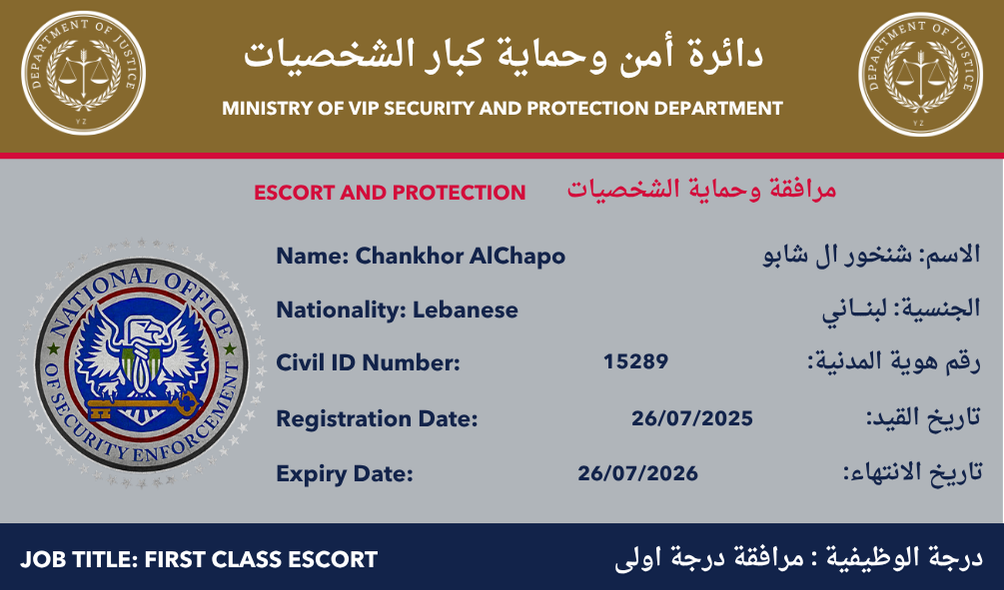 دائرة أمن وحماية كبار الشخصيات
MINISTRY OF VIP SECURITY AND PROTECTION DEPARTMENT
DEPARTMENT OF JUSTICE
YZ
DEPARTMENT OF JUSTICE
YZ
ESCORT AND PROTECTION مرافقة وحماية الشخصيات
Name: Chankhor AlChapo الاسم: شنخور ال شابو
Nationality: Lebanese الجنسية: لبنــاني
Civil ID Number: 15289 رقم هوية المدنية:
Registration Date: 26/07/2025 تاريخ القيد:
Expiry Date: 26/07/2026 تاريخ الانتهاء:
NATIONAL OFFICE
OF SECURITY ENFORCEMENT
JOB TITLE: FIRST CLASS ESCORT درجة الوظيفية : مرافقة درجة اولى